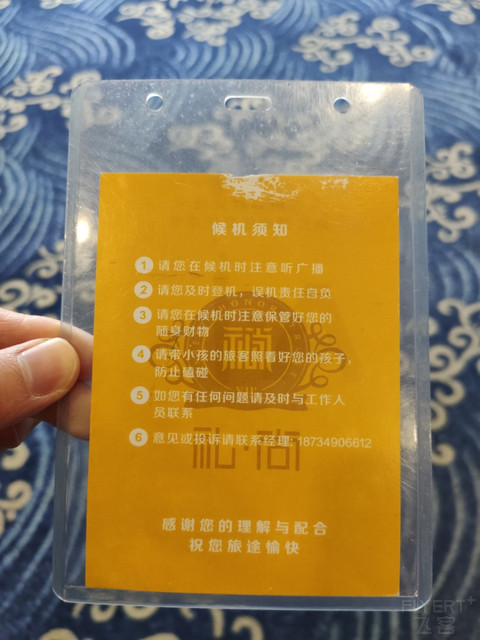 候机须知
1 请您在候机时注意听广播
2 请您及时登机，误机责任自负
3 请您在候机时注意保管好您的
随身财物
4 请带小孩的旅客照看好您的孩子，
防止磕碰
5 如您有任何问题请及时与工作人
员联系
6 意见或投诉请联系经理:18734906612
礼·尚
感谢您的理解与配合
祝您旅途愉快
FLYERT+
飞客